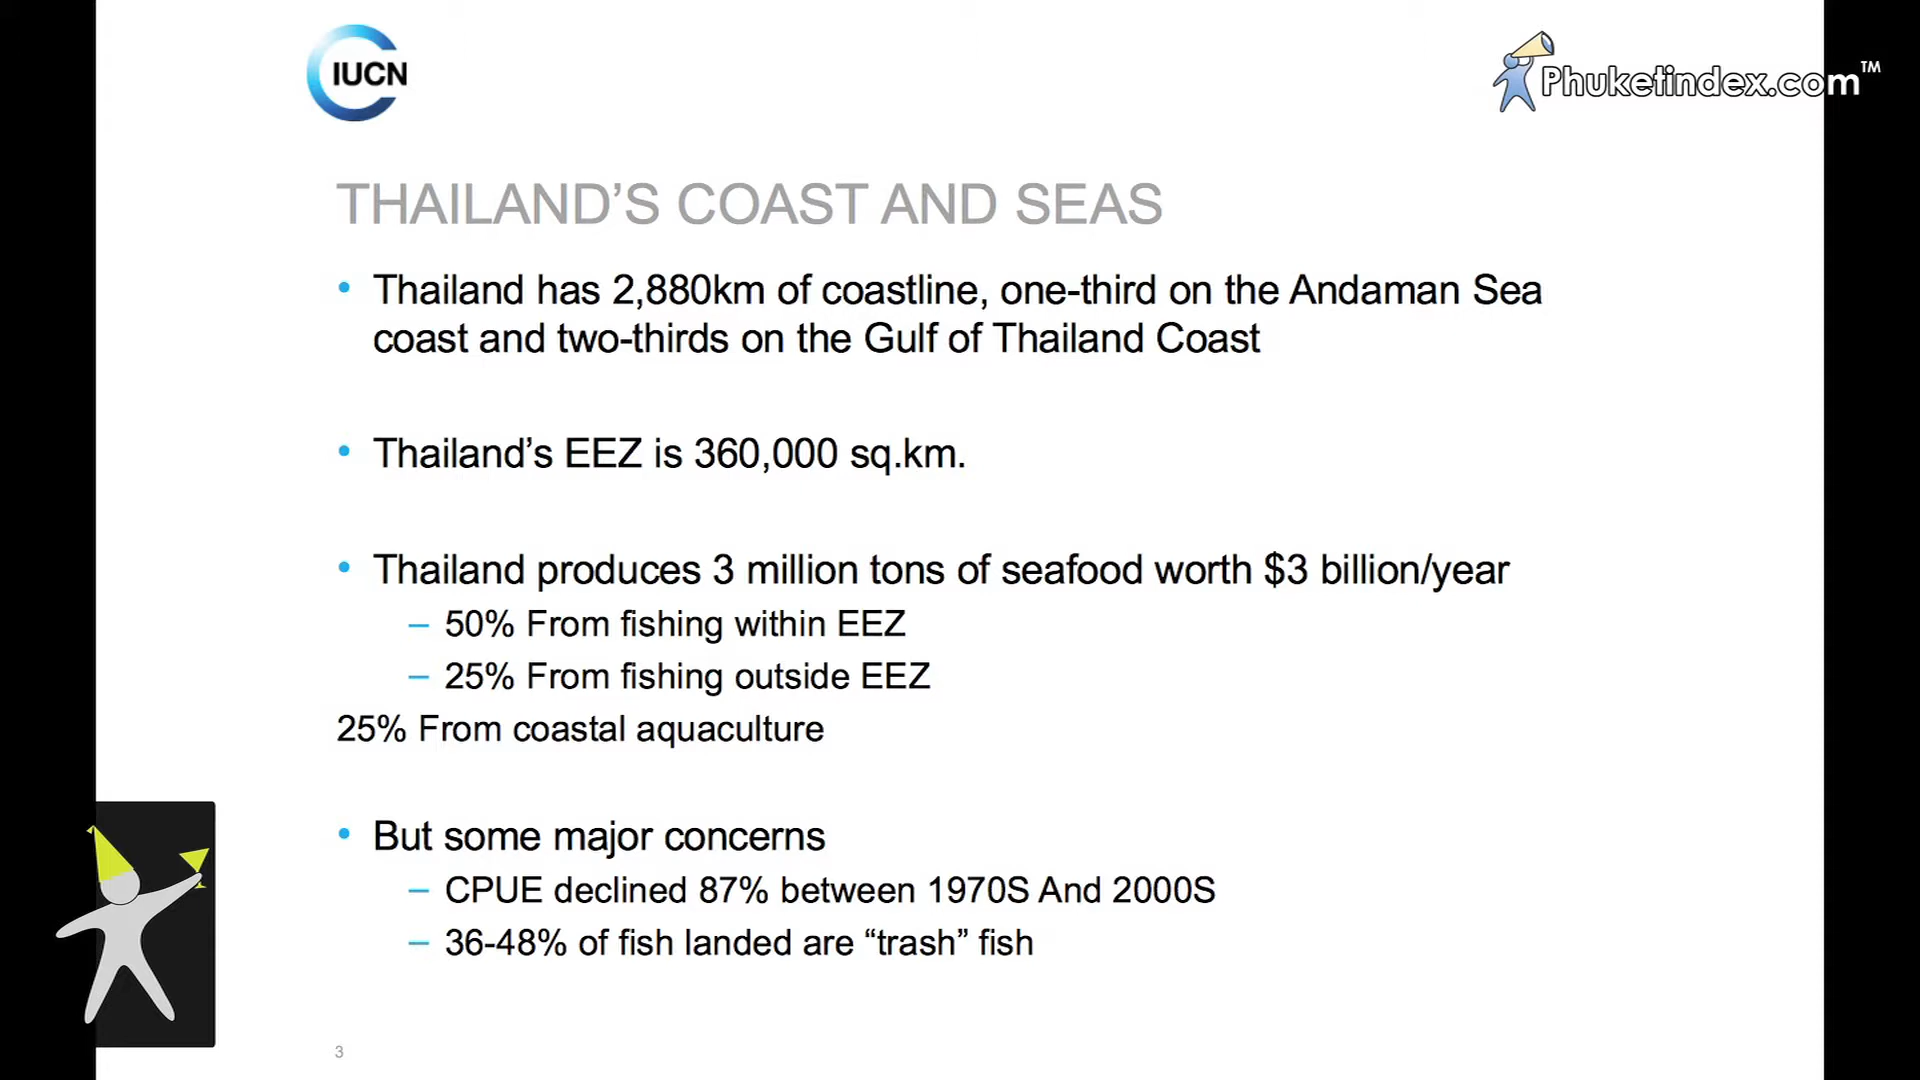 IUCN
Phuketindex.com™
THAILAND’S COAST AND SEAS
• Thailand has 2,880km of coastline, one-third on the Andaman Sea
coast and two-thirds on the Gulf of Thailand Coast
• Thailand’s EEZ is 360,000 sq.km.
• Thailand produces 3 million tons of seafood worth $3 billion/year
– 50% From fishing within EEZ
– 25% From fishing outside EEZ
25% From coastal aquaculture
• But some major concerns
– CPUE declined 87% between 1970S And 2000S
– 36-48% of fish landed are “trash” fish
3